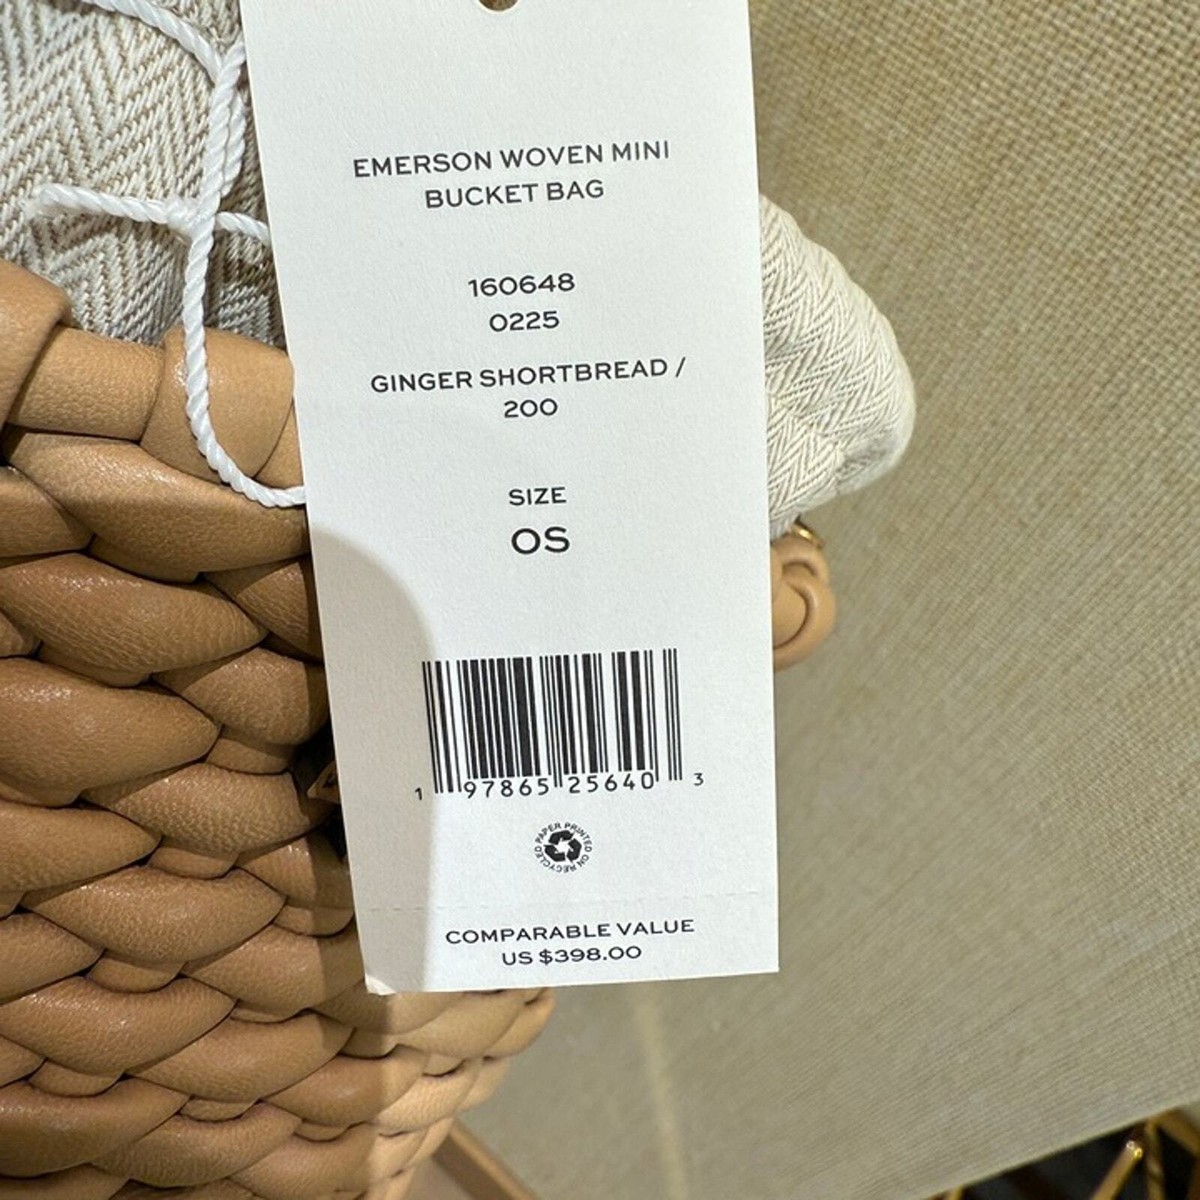 EMERSON WOVEN MINI
BUCKET BAG
160648
0225
GINGER SHORTBREAD /
200
SIZE
OS
1 97865 25640 3
PRINTED ON RECYCLED PAPER
COMPARABLE VALUE
US $398.00